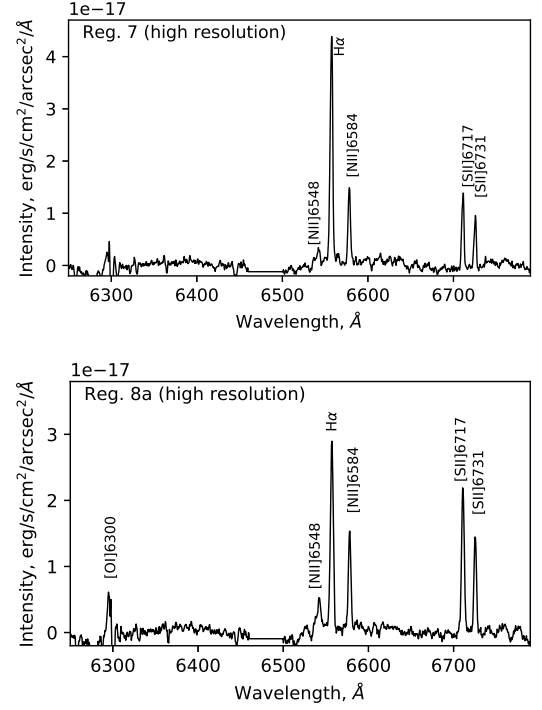 1e−17
Reg. 7 (high resolution)
Intensity, erg/s/cm²/arcsec²/Å
4
3
2
1
0
[NII]6548
Hα
[NII]6584
[SII]6717
[SII]6731
6300 6400 6500 6600 6700
Wavelength, Å
1e−17
Reg. 8a (high resolution)
Intensity, erg/s/cm²/arcsec²/Å
3
2
1
0
[OI]6300
[NII]6548
Hα
[NII]6584
[SII]6717
[SII]6731
6300 6400 6500 6600 6700
Wavelength, Å